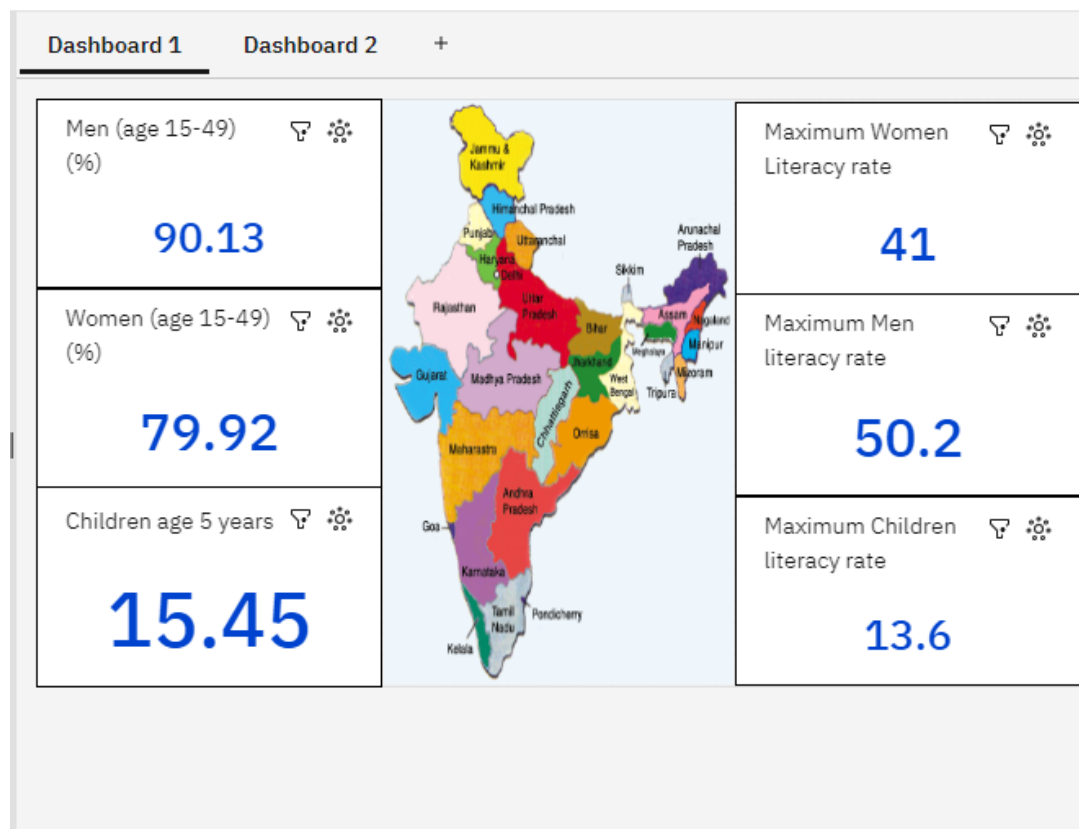 Dashboard 1
Dashboard 2
+
Men (age 15-49)
(%)
90.13
Women (age 15-49)
(%)
79.92
Children age 5 years
15.45
Jammu &
Kashmir
Himanchal Pradesh
Punjab
Uttaranchal
Haryana
Delhi
Arunachal
Pradesh
Sikkim
Rajasthan
Uttar
Pradesh
Bihar
Assam
Nagaland
Manipur
Meghalaya
Mizoram
Tripura
Jharkhand
West
Bengal
Gujarat
Madhya Pradesh
Chhattisgarh
Orrisa
Maharastra
Andhra
Pradesh
Goa
Karnataka
Tamil
Nadu
Pondicherry
Kelala
Maximum Women
Literacy rate
41
Maximum Men
literacy rate
50.2
Maximum Children
literacy rate
13.6